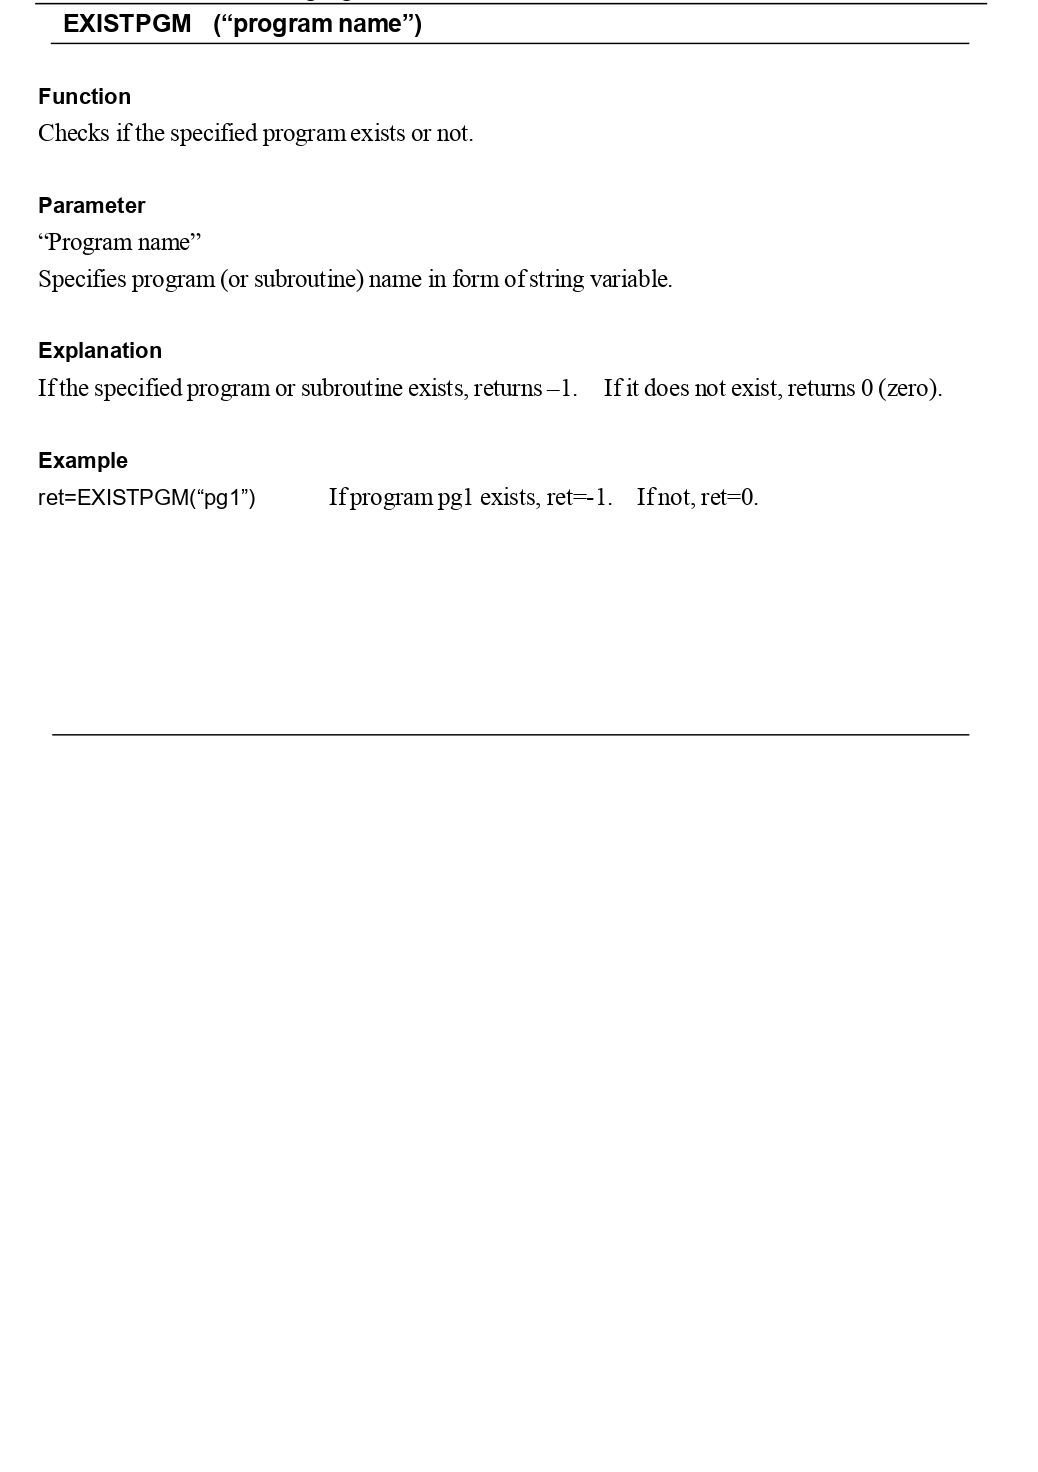 EXISTPGM (“program name”)
Function
Checks if the specified program exists or not.
Parameter
“Program name”
Specifies program (or subroutine) name in form of string variable.
Explanation
If the specified program or subroutine exists, returns –1. If it does not exist, returns 0 (zero).
Example
ret=EXISTPGM(“pg1”) If program pg1 exists, ret=-1. If not, ret=0.